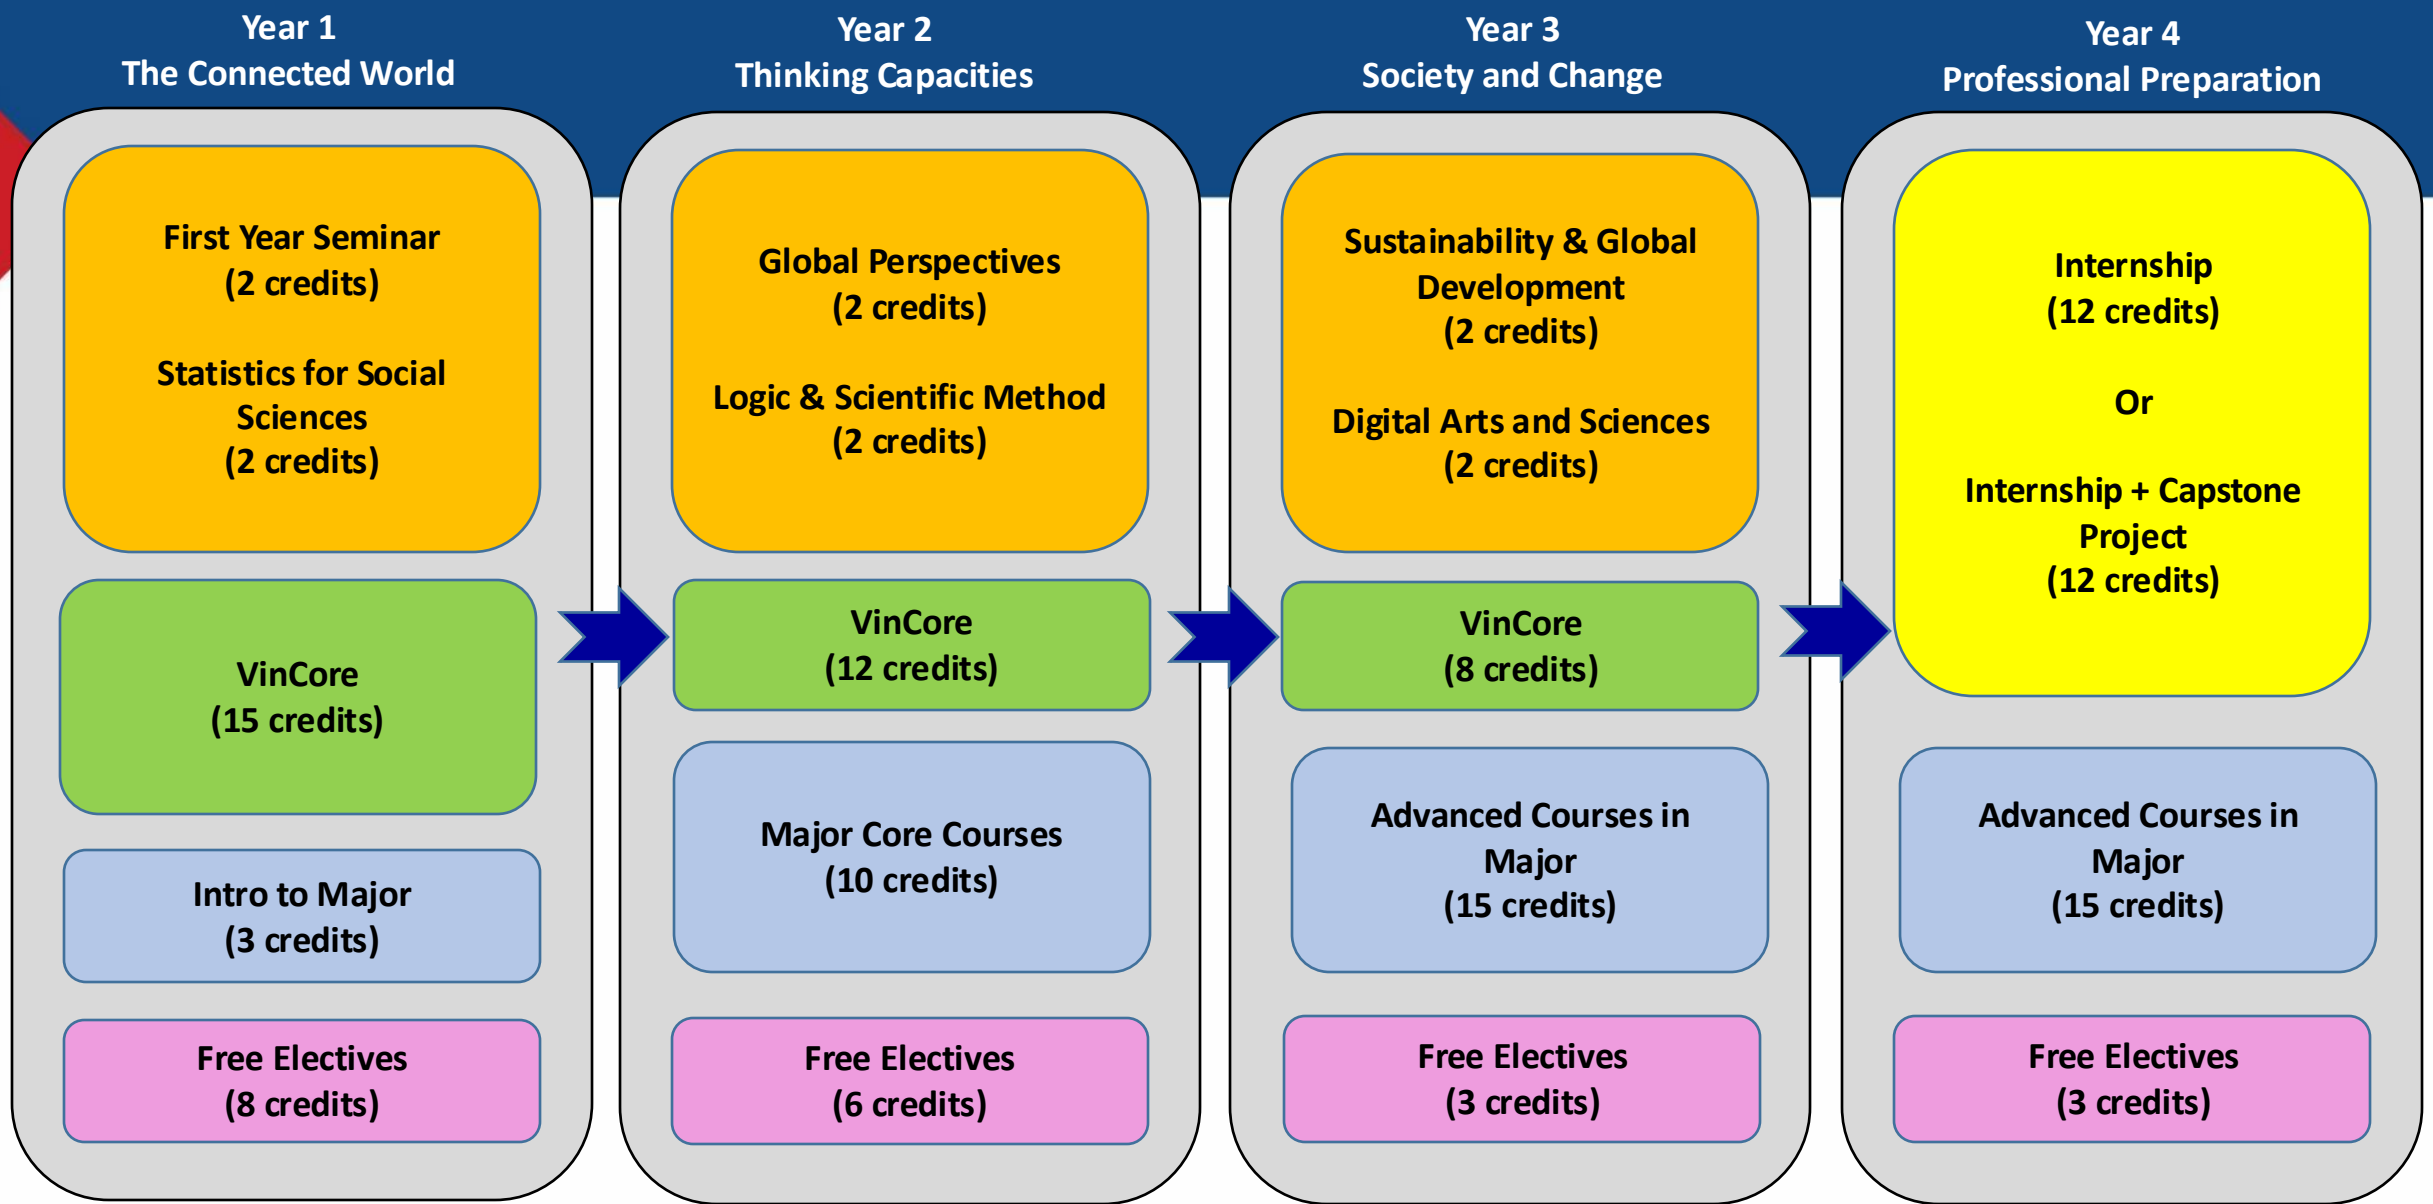 Year 1
The Connected World
First Year Seminar
(2 credits)
Statistics for Social
Sciences
(2 credits)
VinCore
(15 credits)
Intro to Major
(3 credits)
Free Electives
(8 credits)
Year 2
Thinking Capacities
Global Perspectives
(2 credits)
Logic & Scientific Method
(2 credits)
VinCore
(12 credits)
Major Core Courses
(10 credits)
Free Electives
(6 credits)
Year 3
Society and Change
Sustainability & Global
Development
(2 credits)
Digital Arts and Sciences
(2 credits)
VinCore
(8 credits)
Advanced Courses in
Major
(15 credits)
Free Electives
(3 credits)
Year 4
Professional Preparation
Internship
(12 credits)
Or
Internship + Capstone
Project
(12 credits)
Advanced Courses in
Major
(15 credits)
Free Electives
(3 credits)